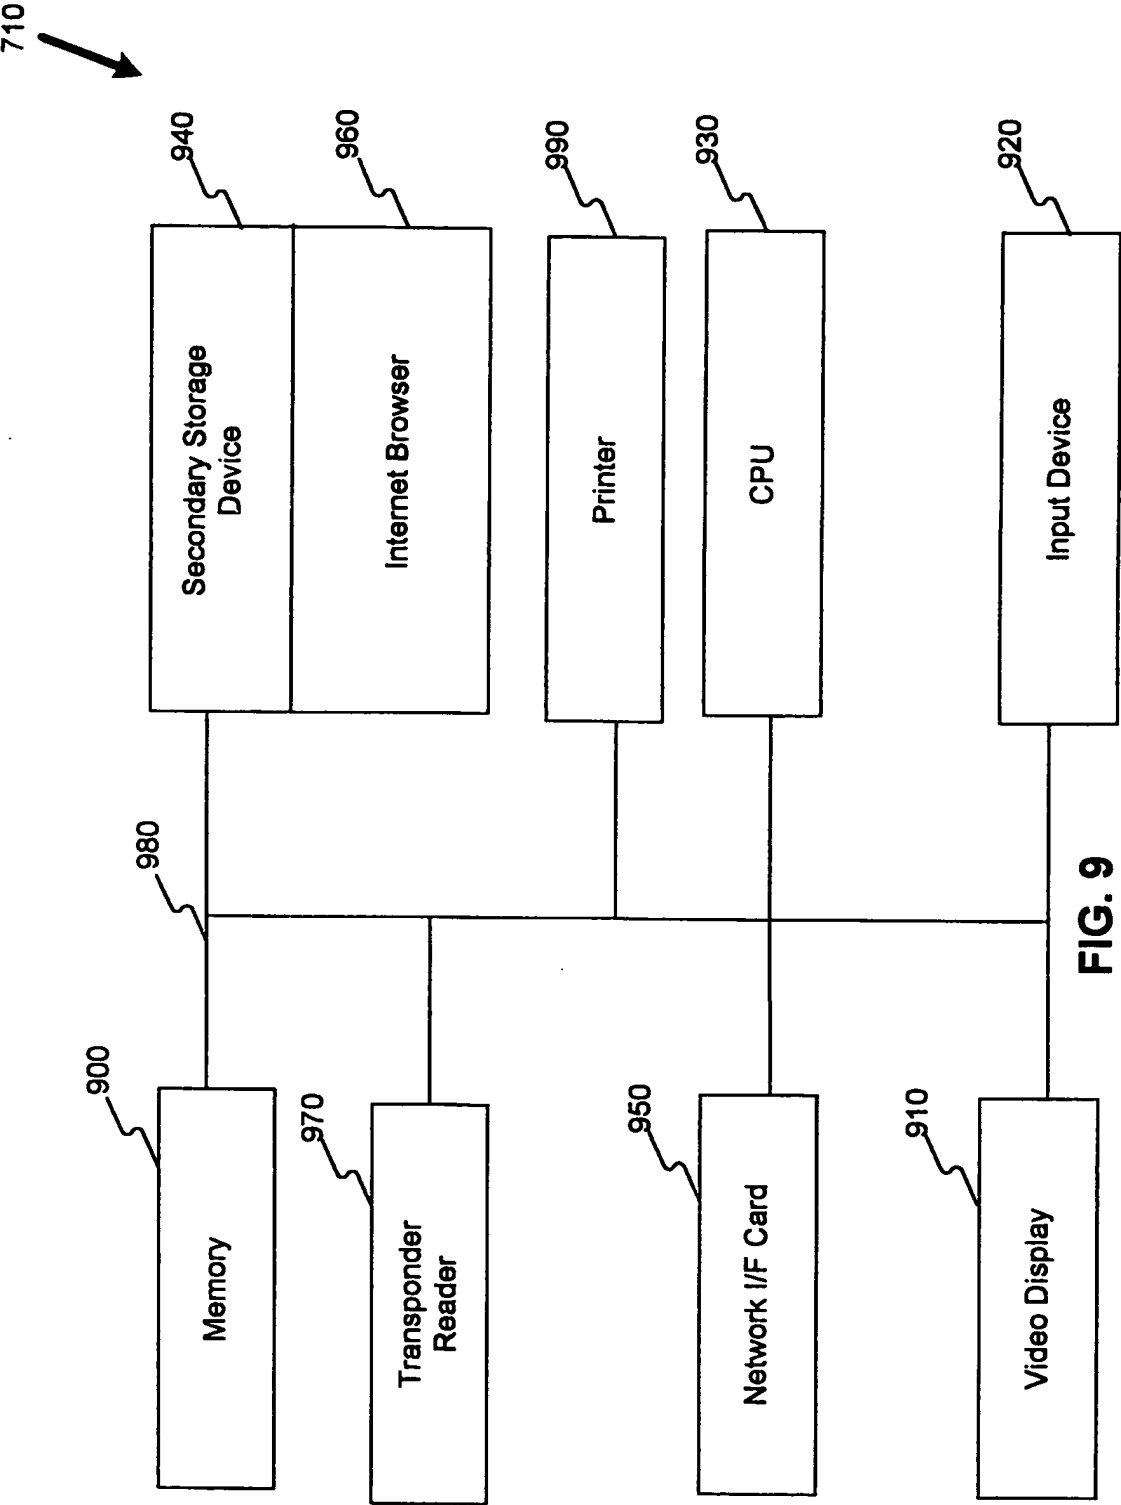 710
900
Memory
980
940
Secondary Storage
Device
960
Internet Browser
970
Transponder
Reader
990
Printer
950
Network I/F Card
930
CPU
910
Video Display
920
Input Device
FIG. 9